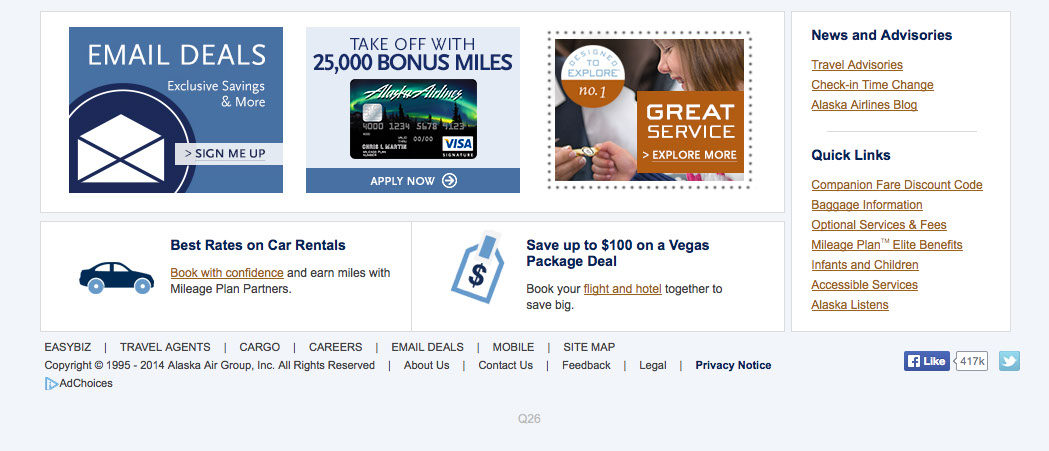 EMAIL DEALS
Exclusive Savings
& More
> SIGN ME UP
TAKE OFF WITH
25,000 BONUS MILES
Alaska Airlines
4000 1234 5678 9123
4000
VALID THRU 00/00
CHRIS L MARTIN
MILEAGE PLAN
VISA
SIGNATURE
APPLY NOW
DESIGNED
TO
EXPLORE
no.1
GREAT
SERVICE
> EXPLORE MORE
News and Advisories
Travel Advisories
Check-in Time Change
Alaska Airlines Blog
Quick Links
Companion Fare Discount Code
Baggage Information
Optional Services & Fees
Mileage Plan™ Elite Benefits
Infants and Children
Accessible Services
Alaska Listens
Best Rates on Car Rentals
Book with confidence and earn miles with
Mileage Plan Partners.
$
Save up to $100 on a Vegas
Package Deal
Book your flight and hotel together to
save big.
EASYBIZ | TRAVEL AGENTS | CARGO | CAREERS | EMAIL DEALS | MOBILE | SITE MAP
Copyright © 1995 - 2014 Alaska Air Group, Inc. All Rights Reserved | About Us | Contact Us | Feedback | Legal | Privacy Notice
AdChoices
f Like 417k
Q26